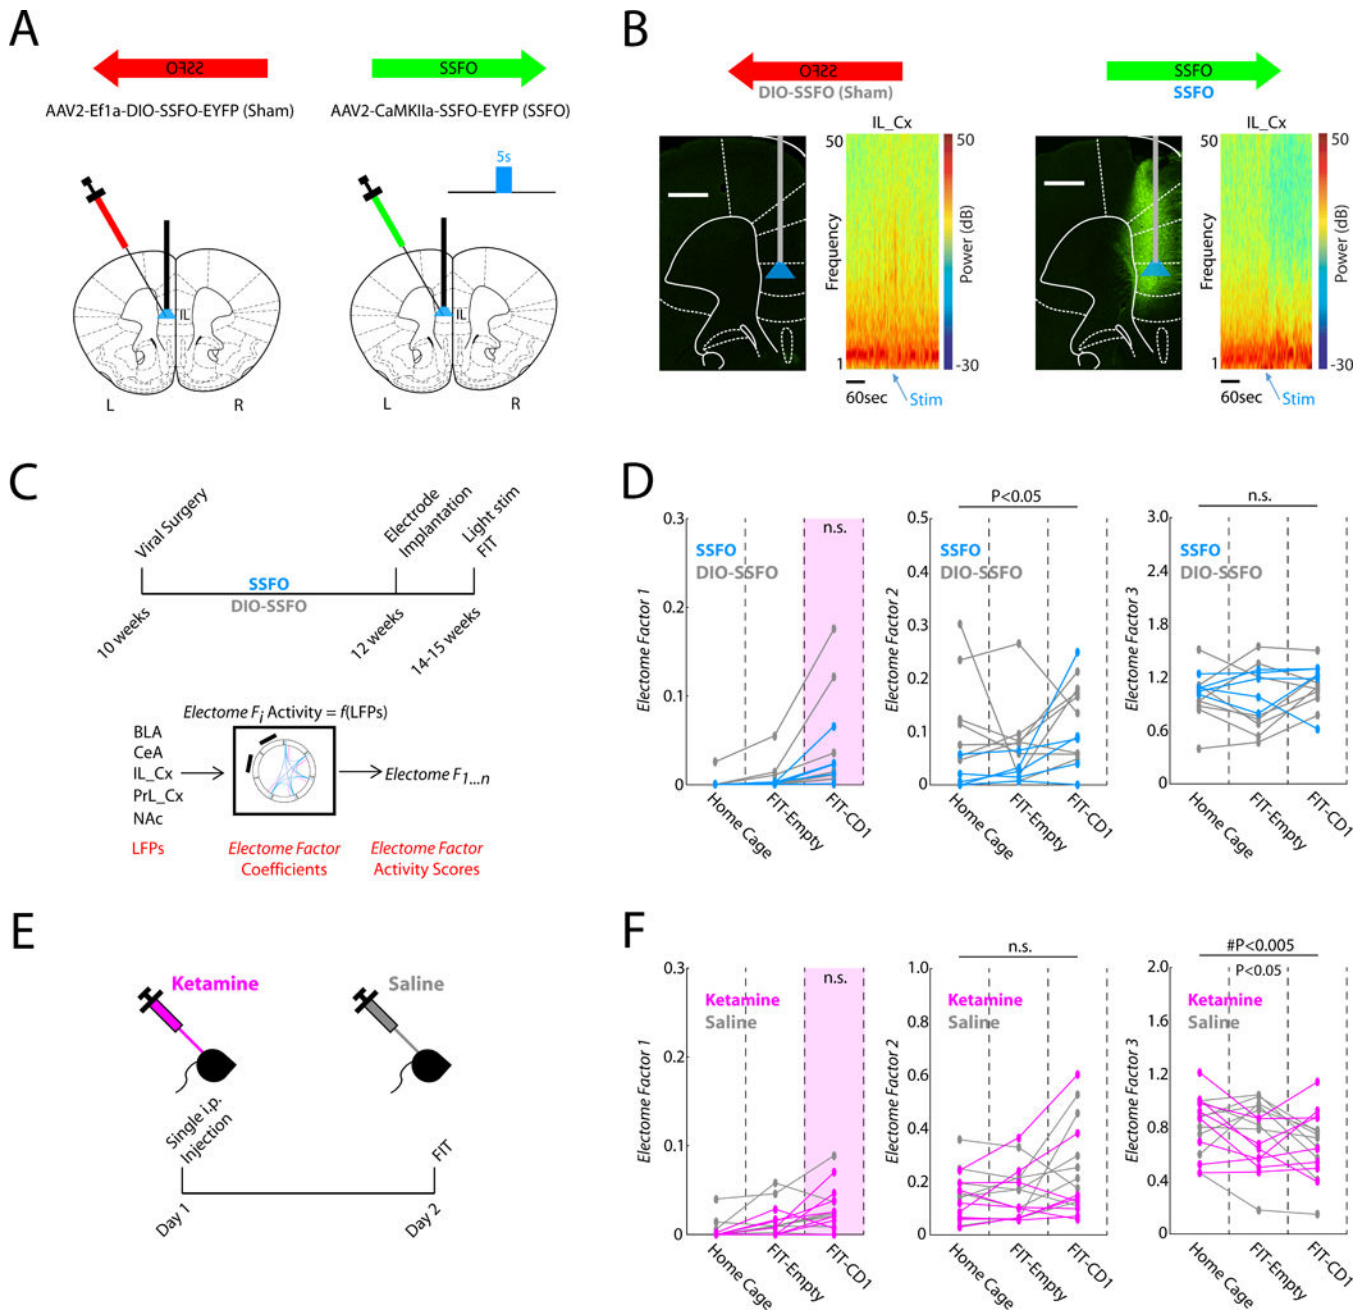 A
SSFO
SSFO
AAV2-Ef1a-DIO-SSFO-EYFP (Sham)
AAV2-CaMKIIa-SSFO-EYFP (SSFO)
5s
IL
IL
L
R
L
R
B
SSFO
SSFO
DIO-SSFO (Sham)
SSFO
IL_Cx
IL_Cx
50
50
50
50
Frequency
Power (dB)
Frequency
Power (dB)
1
-30
1
-30
60sec
Stim
60sec
Stim
C
Viral Surgery
Electrode
Implantation
Light stim
FIT
SSFO
DIO-SSFO
10 weeks
12 weeks
14-15 weeks
Electome Fi Activity = f(LFPs)
BLA
CeA
IL_Cx
PrL_Cx
NAc
Electome F1...n
LFPs
Electome Factor
Coefficients
Electome Factor
Activity Scores
D
0.3
n.s.
SSFO
DIO-SSFO
0.2
Electome Factor 1
0.1
0
Home Cage
FIT-Empty
FIT-CD1
P<0.05
0.5
SSFO
DIO-SSFO
0.4
0.3
Electome Factor 2
0.2
0.1
0
Home Cage
FIT-Empty
FIT-CD1
n.s.
3.0
SSFO
DIO-SSFO
2.4
1.8
Electome Factor 3
1.2
0.6
0
Home Cage
FIT-Empty
FIT-CD1
E
Ketamine
Saline
Single i.p.
Injection
FIT
Day 1
Day 2
F
0.3
n.s.
Ketamine
Saline
0.2
Electome Factor 1
0.1
0
Home Cage
FIT-Empty
FIT-CD1
n.s.
1.0
Ketamine
Saline
0.8
0.6
Electome Factor 2
0.4
0.2
0
Home Cage
FIT-Empty
FIT-CD1
#P<0.005
P<0.05
2.0
Ketamine
Saline
1.6
1.2
Electome Factor 3
0.8
0.4
0
Home Cage
FIT-Empty
FIT-CD1